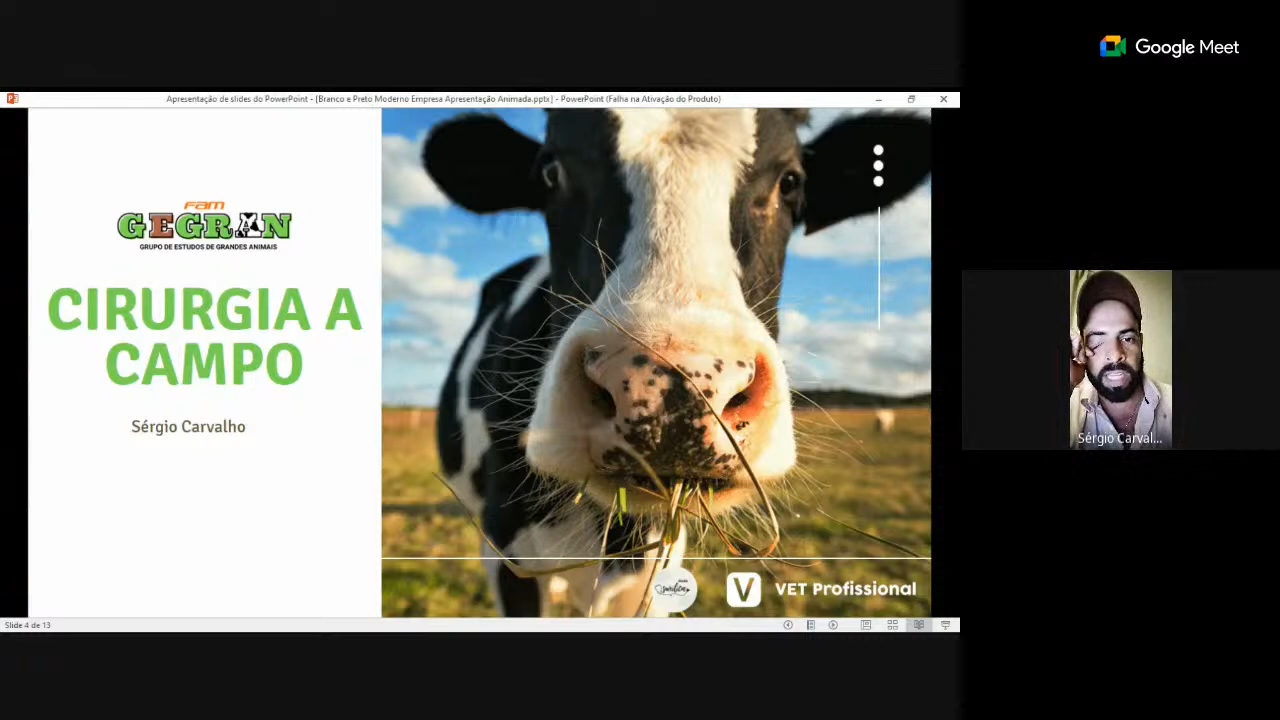 Google Meet
Apresentação de slides do PowerPoint - [Branco e Preto Moderno Empresa Apresentação Animada.pptx] - PowerPoint (Falha na Ativação do Produto)
FAM
GEGRAN
GRUPO DE ESTUDOS DE GRANDES ANIMAIS
CIRURGIA A
CAMPO
Sérgio Carvalho
Sérgio Carval...
V VET Profissional
Slide 4 de 13